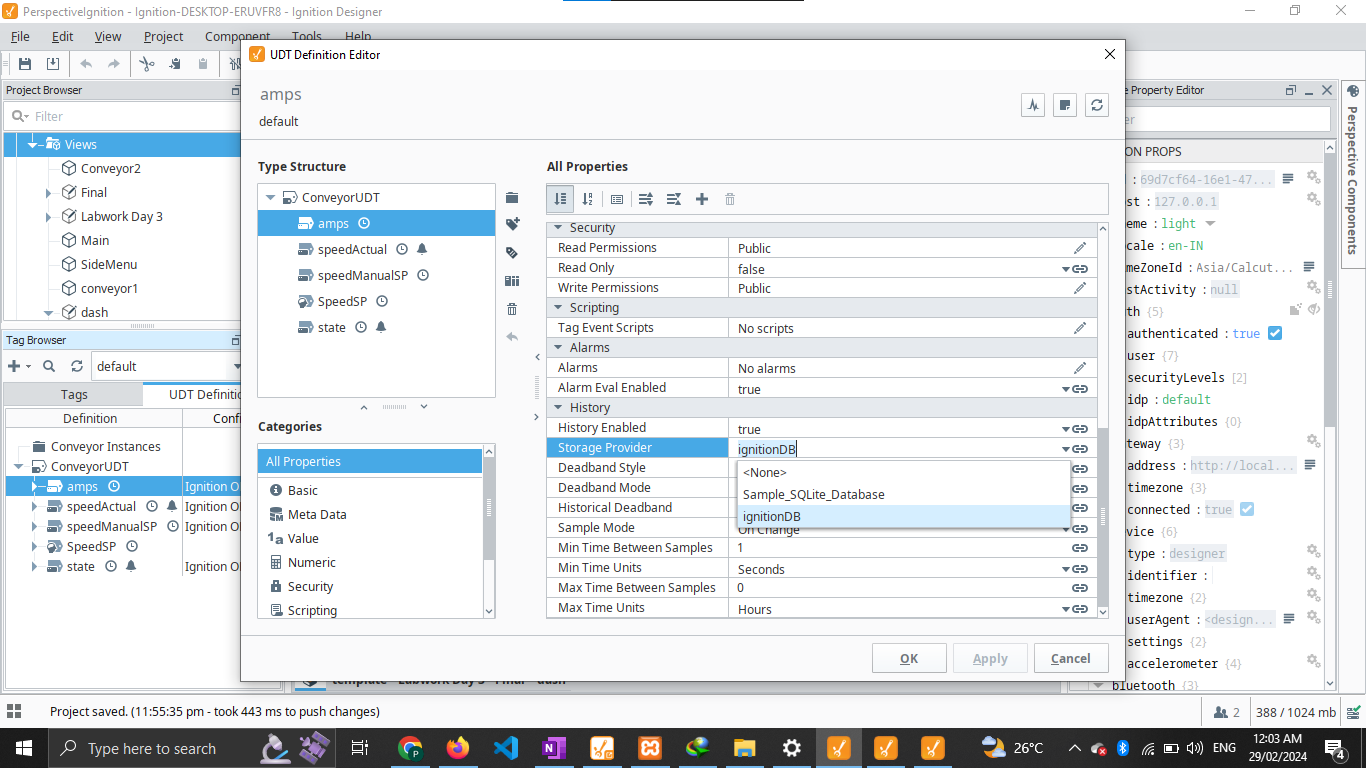 PerspectiveIgnition - Ignition-DESKTOP-ERUVFR8 - Ignition Designer
File Edit View Project Component Tools Help
Project Browser
Filter
Views
Conveyor2
Final
Labwork Day 3
Main
SideMenu
conveyor1
dash
Tag Browser
default
Tags UDT Definitio
Definition Confi
Conveyor Instances
ConveyorUDT
amps Ignition O
speedActual Ignition O
speedManualSP Ignition O
SpeedSP
state Ignition O
UDT Definition Editor
amps
default
Type Structure
ConveyorUDT
amps
speedActual
speedManualSP
SpeedSP
state
Categories
All Properties
Basic
Meta Data
1a Value
Numeric
Security
Scripting
All Properties
Security
Read Permissions Public
Read Only false
Write Permissions Public
Scripting
Tag Event Scripts No scripts
Alarms
Alarms No alarms
Alarm Eval Enabled true
History
History Enabled true
Storage Provider ignitionDB
<None>
Sample_SQLite_Database
ignitionDB
Deadband Style
Deadband Mode
Historical Deadband
Sample Mode On Change
Min Time Between Samples 1
Min Time Units Seconds
Max Time Between Samples 0
Max Time Units Hours
OK Apply Cancel
template Labwork Day 3 Final dash
e Property Editor
er
ON PROPS
: 69d7cf64-16e1-47...
ost : 127.0.0.1
eme : light
cale : en-IN
meZoneId : Asia/Calcut...
stActivity : null
th {5}
authenticated : true
user {7}
securityLevels [2]
idp : default
idpAttributes {0}
teway {3}
address : http://local...
timezone {3}
connected : true
vice {6}
type : designer
identifier :
timezone {2}
userAgent : <design...
settings {2}
accelerometer {4}
bluetooth {3}
Perspective Components
Project saved. (11:55:35 pm - took 443 ms to push changes)
2
388 / 1024 mb
Type here to search
26°C
ENG
12:03 AM
29/02/2024
4